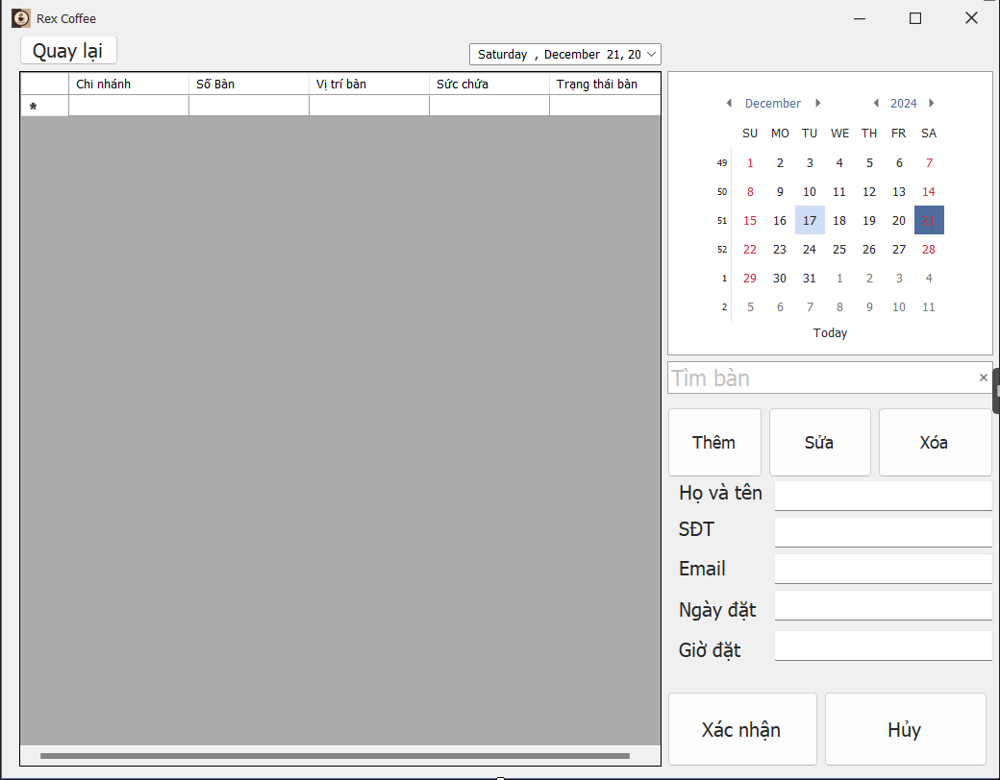 Rex Coffee
Quay lại
Saturday , December 21, 20
Chi nhánh Số Bàn Vị trí bàn Sức chứa Trạng thái bàn
*
December 2024
SU MO TU WE TH FR SA
49 1 2 3 4 5 6 7
50 8 9 10 11 12 13 14
51 15 16 17 18 19 20 21
52 22 23 24 25 26 27 28
1 29 30 31 1 2 3 4
2 5 6 7 8 9 10 11
Today
Tìm bàn
Thêm Sửa Xóa
Họ và tên
SĐT
Email
Ngày đặt
Giờ đặt
Xác nhận Hủy